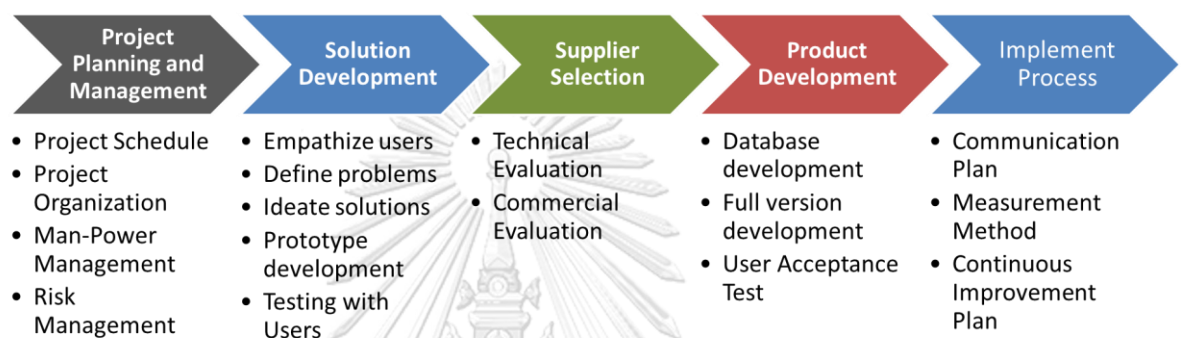 Project
Planning and
Management
• Project Schedule
• Project
Organization
• Man-Power
Management
• Risk
Management
Solution
Development
• Empathize users
• Define problems
• Ideate solutions
• Prototype
development
• Testing with
Users
Supplier
Selection
• Technical
Evaluation
• Commercial
Evaluation
Product
Development
• Database
development
• Full version
development
• User Acceptance
Test
Implement
Process
• Communication
Plan
• Measurement
Method
• Continuous
Improvement
Plan